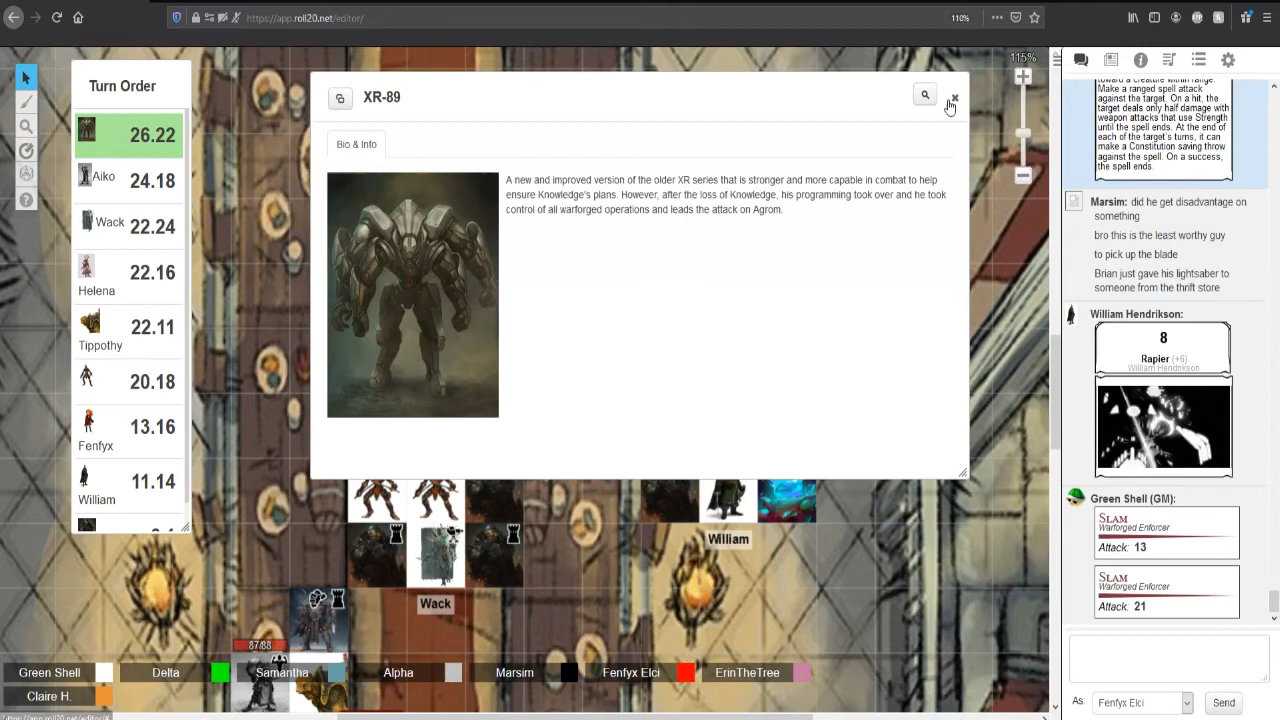 https://app.roll20.net/editor/
110%
Turn Order
26.22
Aiko 24.18
Wack 22.24
22.16
Helena
22.11
Tippothy
20.18
13.16
Fenfyx
11.14
William
XR-89
Bio & Info
A new and improved version of the older XR series that is stronger and more capable in combat to help
ensure Knowledge's plans. However, after the loss of Knowledge, his programming took over and he took
control of all warforged operations and leads the attack on Agrom.
115%
William
Wack
87/88
Green Shell
Delta
Samantha
Alpha
Marsim
Fenfyx Elci
ErinTheTree
Claire H.
https://app.roll20.net/editor/#
toward a creature within range.
Make a ranged spell attack
against the target. On a hit, the
target deals only half damage with
weapon attacks that use Strength
until the spell ends. At the end of
each of the target's turns, it can
make a Constitution saving throw
against the spell. On a success,
the spell ends.
Marsim: did he get disadvantage on
something
bro this is the least worthy guy
to pick up the blade
Brian just gave his lightsaber to
someone from the thrift store
William Hendrikson:
8
Rapier (+6)
William Hendrikson
Green Shell (GM):
Slam
Warforged Enforcer
Attack: 13
Slam
Warforged Enforcer
Attack: 21
As: Fenfyx Elci
Send